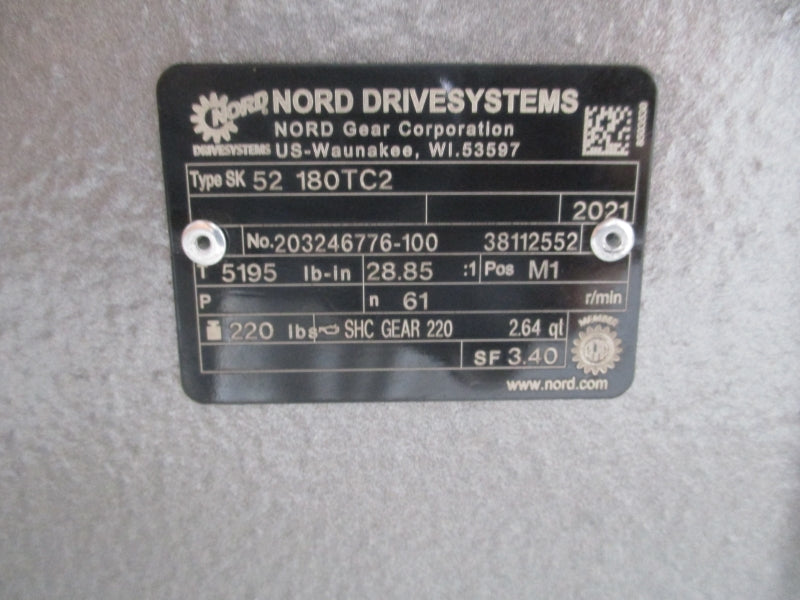 NORD DRIVESYSTEMS
NORD
DRIVESYSTEMS
NORD Gear Corporation
US-Waunakee, WI.53597
Type SK 52 180TC2
2021
No. 203246776-100 38112552
T 5195 lb-in 28.85 :1 Pos M1
P n 61 r/min
220 lbs SHC GEAR 220 2.64 qt
MEMBER
SF 3.40
www.nord.com